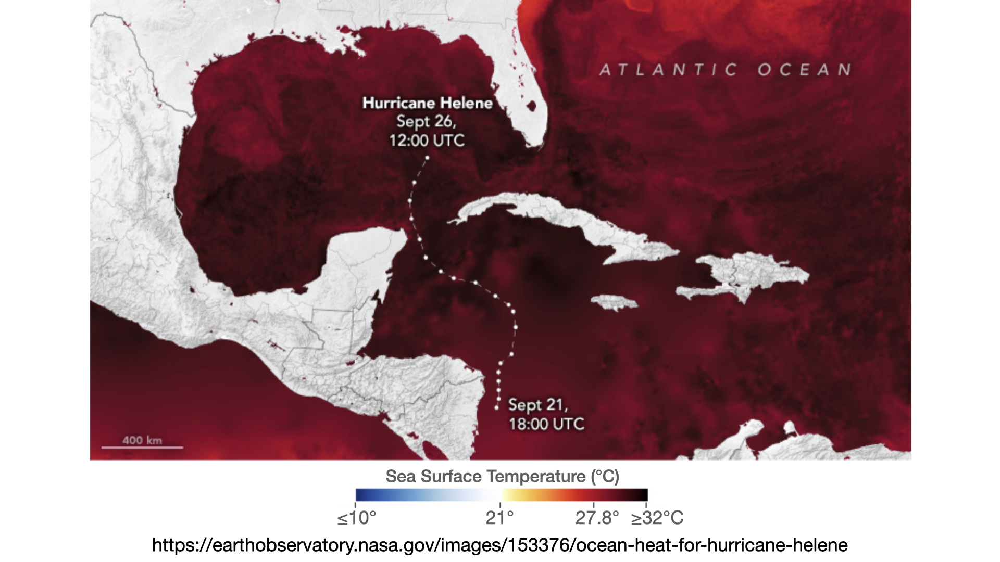 ATLANTIC OCEAN
Hurricane Helene
Sept 26,
12:00 UTC
Sept 21,
18:00 UTC
400 km
Sea Surface Temperature (°C)
≤10° 21° 27.8° ≥32°C
https://earthobservatory.nasa.gov/images/153376/ocean-heat-for-hurricane-helene